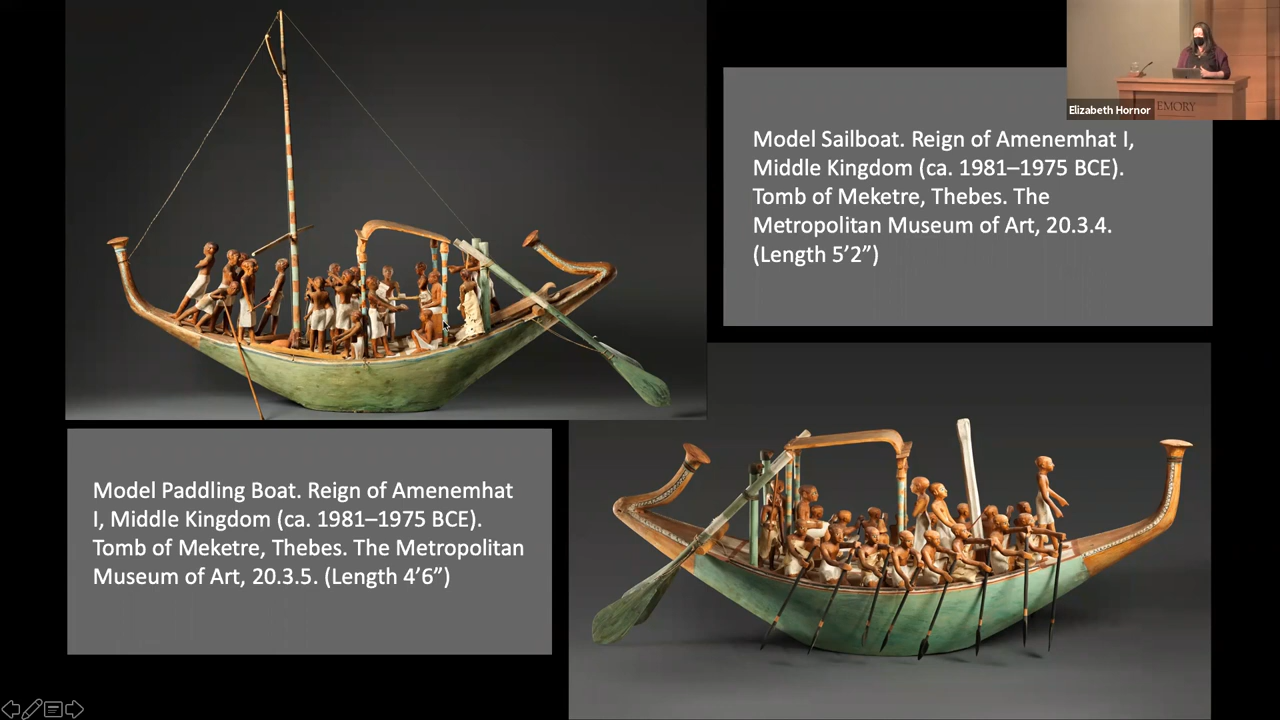 Model Sailboat. Reign of Amenemhat I,
Middle Kingdom (ca. 1981–1975 BCE).
Tomb of Meketre, Thebes. The
Metropolitan Museum of Art, 20.3.4.
(Length 5’2”)
Elizabeth Hornor
EMORY
Model Paddling Boat. Reign of Amenemhat
I, Middle Kingdom (ca. 1981–1975 BCE).
Tomb of Meketre, Thebes. The Metropolitan
Museum of Art, 20.3.5. (Length 4’6”)